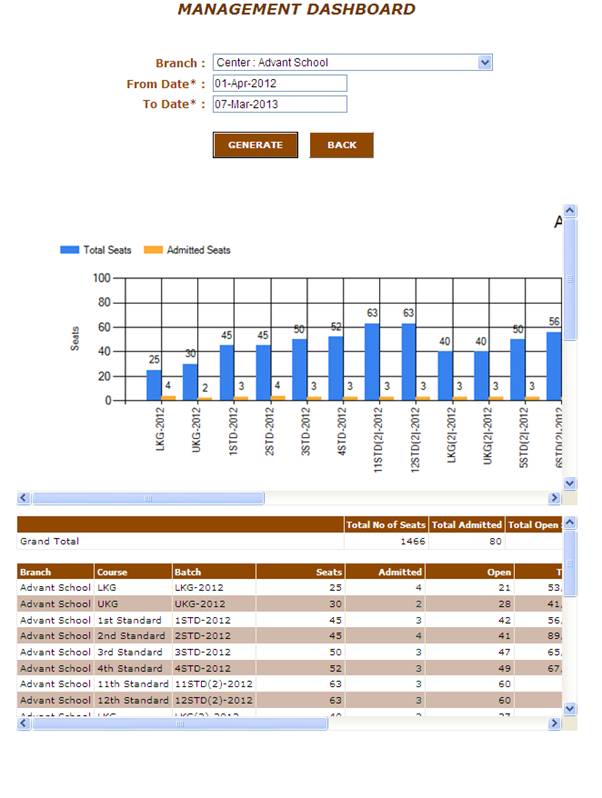 MANAGEMENT DASHBOARD
Branch : Center : Advant School
From Date* : 01-Apr-2012
To Date* : 07-Mar-2013
GENERATE BACK
A
Total Seats Admitted Seats
Seats
100
80
60
40
20
0
25 4 30 2 45 3 45 4 50 3 52 3 63 3 63 3 40 3 40 3 50 3 56
LKG-2012 UKG-2012 1STD-2012 2STD-2012 3STD-2012 4STD-2012 11STD(2)-2012 12STD(2)-2012 LKG(2)-2012 UKG(2)-2012 5STD-2012
Total No of Seats Total Admitted Total Open
Grand Total 1466 80
Branch Course Batch Seats Admitted Open T
Advant School LKG LKG-2012 25 4 21 53.
Advant School UKG UKG-2012 30 2 28 41.
Advant School 1st Standard 1STD-2012 45 3 42 56.
Advant School 2nd Standard 2STD-2012 45 4 41 89.
Advant School 3rd Standard 3STD-2012 50 3 47 65.
Advant School 4th Standard 4STD-2012 52 3 49 67.
Advant School 11th Standard 11STD(2)-2012 63 3 60
Advant School 12th Standard 12STD(2)-2012 63 3 60
Advant School LKG LKG(2)-2012 40 3 37